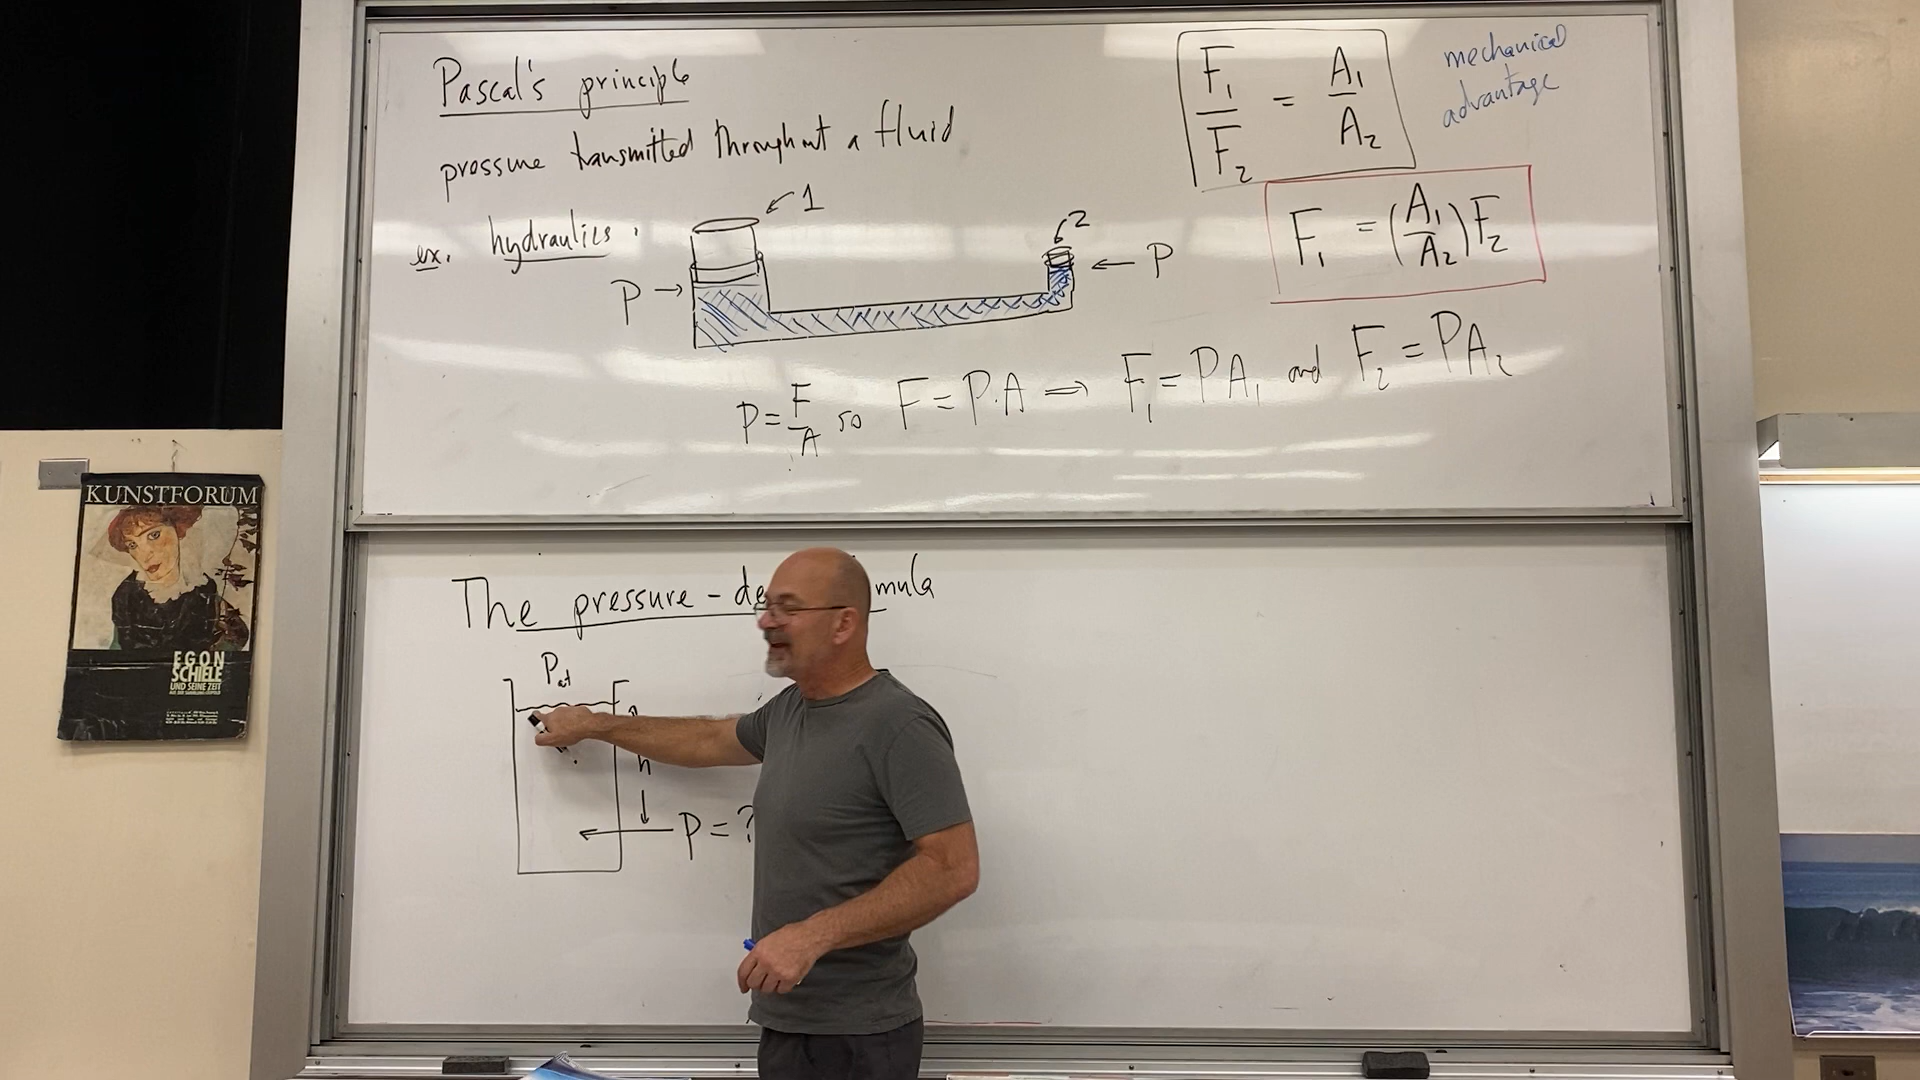 Pascal's principle
pressure transmitted throughout a fluid
ex. hydraulics.
1
2
P →
← P
P = F/A so F = P·A ⇒ F₁ = PA₁ and F₂ = PA₂
F₁/F₂ = A₁/A₂
mechanical
advantage
F₁ = (A₁/A₂)F₂
The pressure - de mula
Pat
h
P = ?
KUNSTFORUM
EGON
SCHIELE
UND SEINE ZEIT